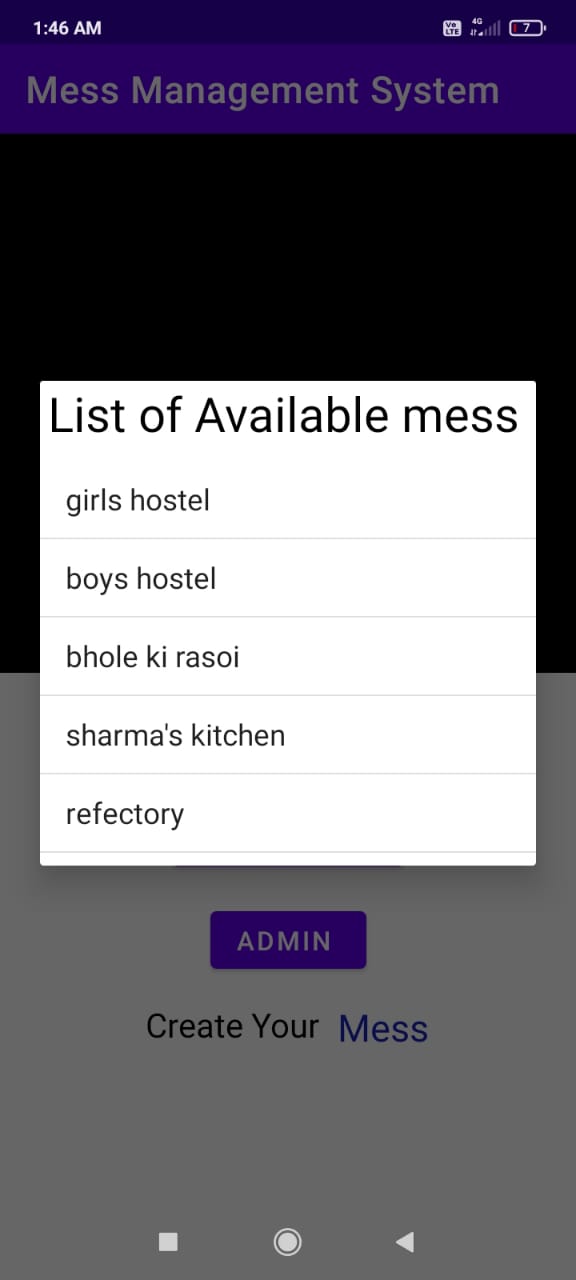 1:46 AM
Vo LTE
4G
7
Mess Management System
List of Available mess
girls hostel
boys hostel
bhole ki rasoi
sharma's kitchen
refectory
ADMIN
Create Your Mess